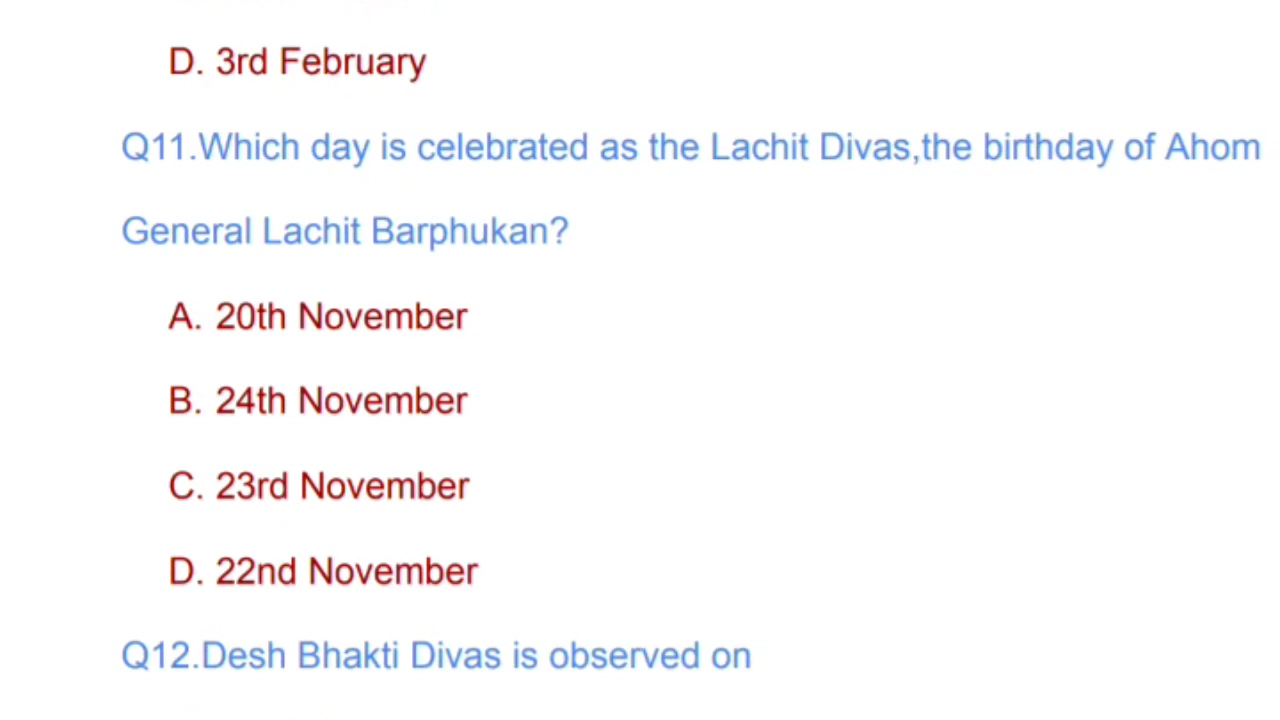 D. 3rd February
Q11.Which day is celebrated as the Lachit Divas,the birthday of Ahom
General Lachit Barphukan?
A. 20th November
B. 24th November
C. 23rd November
D. 22nd November
Q12.Desh Bhakti Divas is observed on